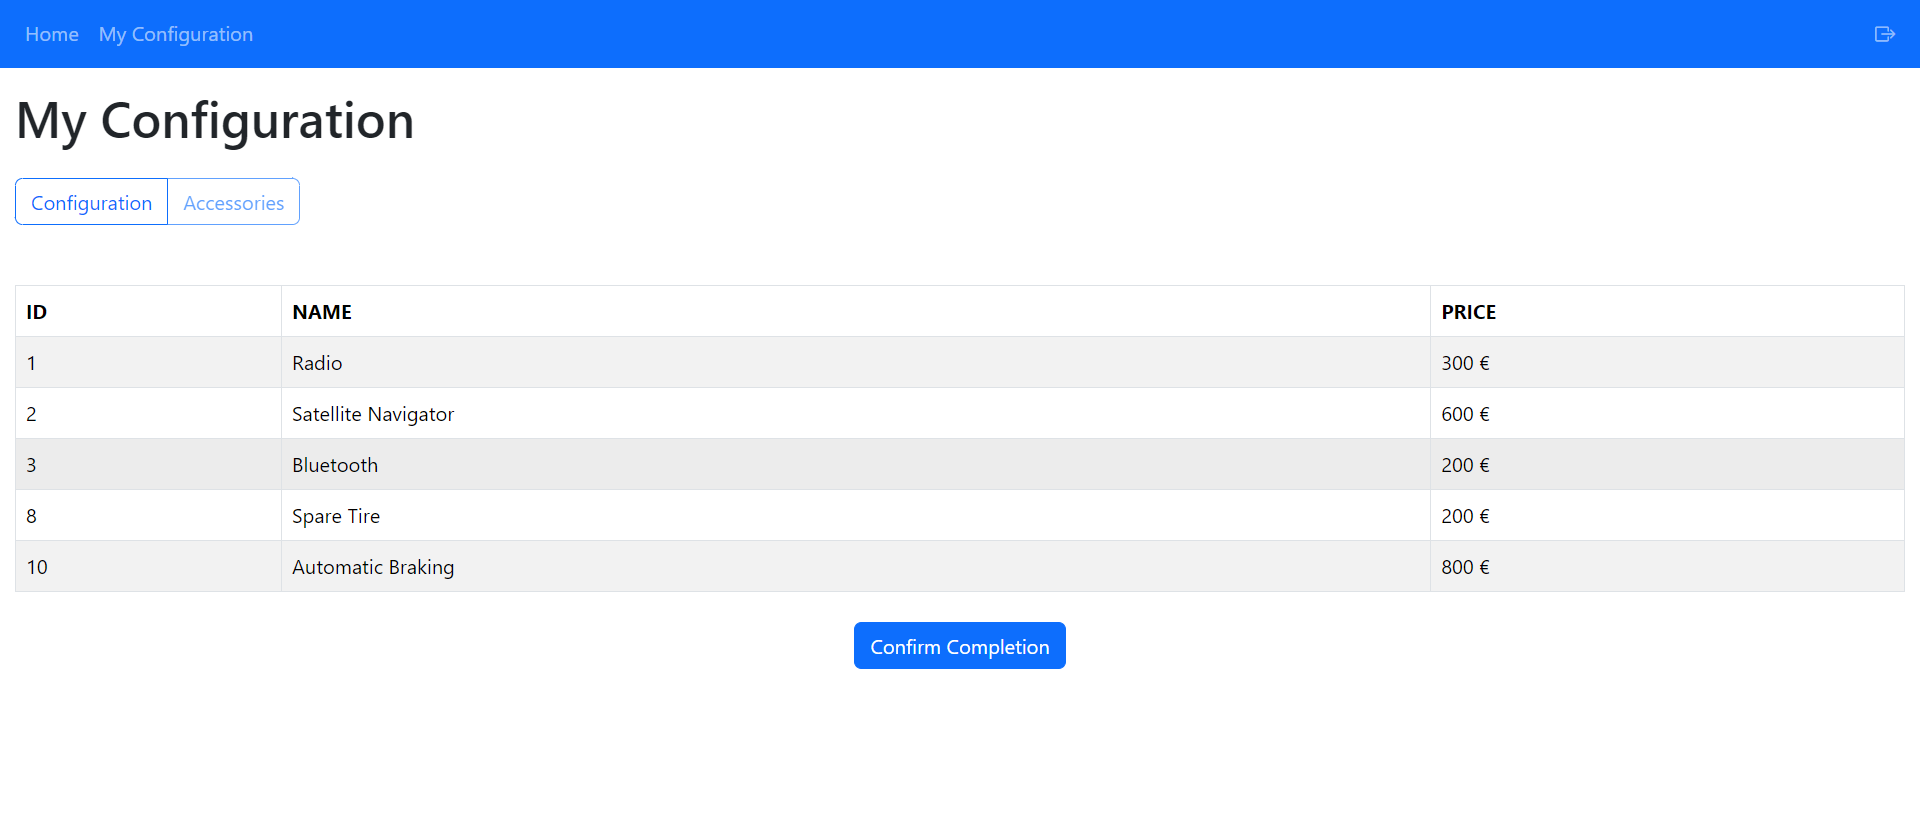 Home My Configuration
My Configuration
Configuration Accessories
ID NAME PRICE
1 Radio 300 €
2 Satellite Navigator 600 €
3 Bluetooth 200 €
8 Spare Tire 200 €
10 Automatic Braking 800 €
Confirm Completion